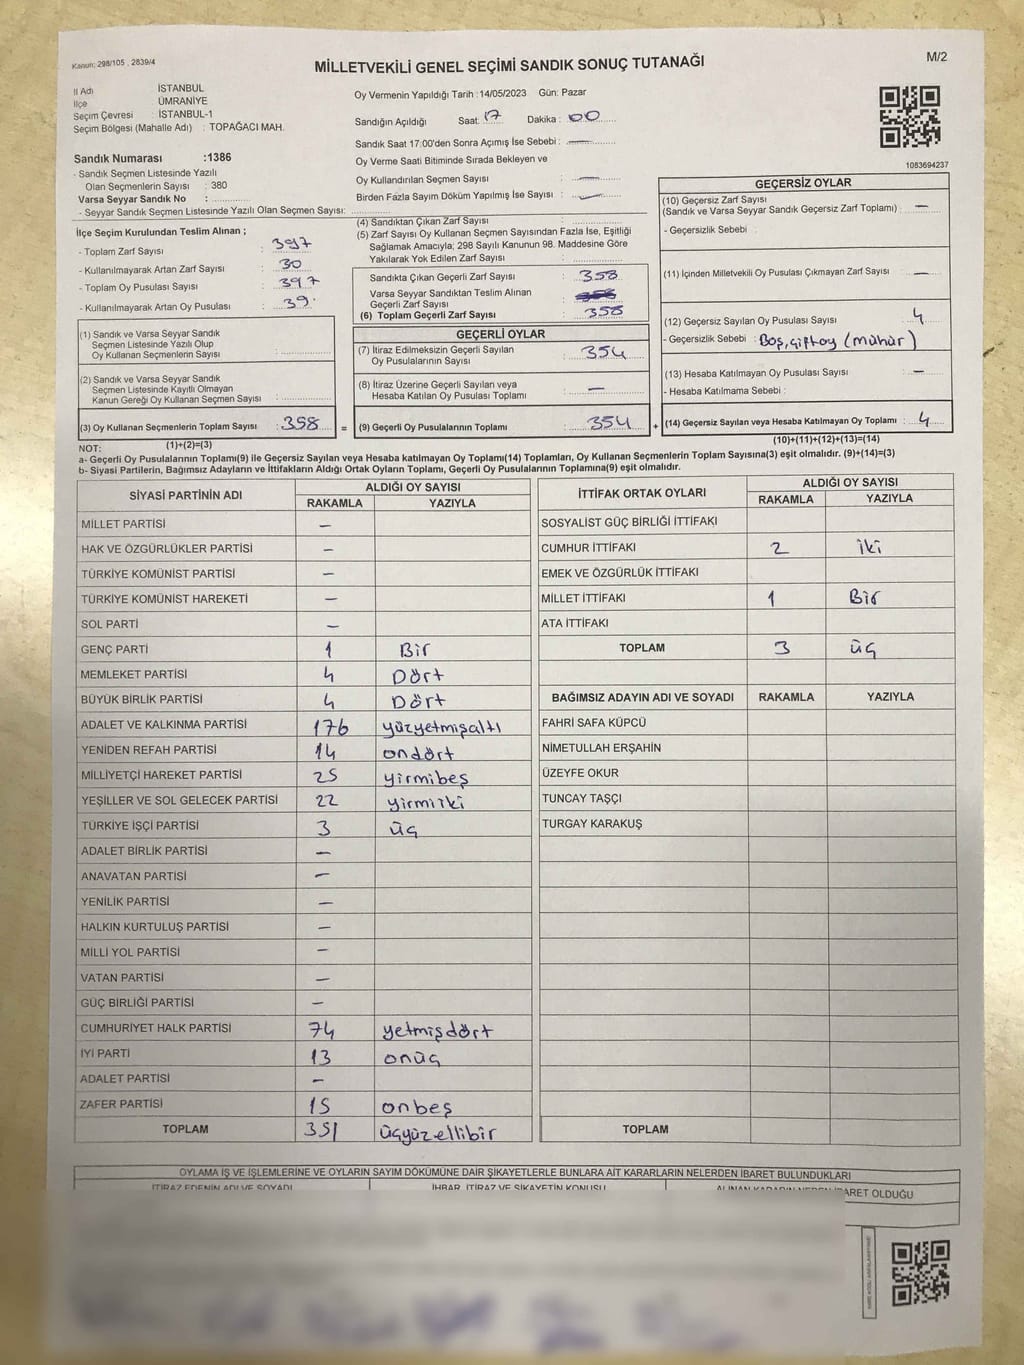 Kanun: 298/105 , 2839/4
MİLLETVEKİLİ GENEL SEÇİMİ SANDIK SONUÇ TUTANAĞI
M/2
İl Adı İSTANBUL
İlçe ÜMRANİYE
Seçim Çevresi : İSTANBUL-1
Seçim Bölgesi (Mahalle Adı) : TOPAĞACI MAH.
Oy Vermenin Yapıldığı Tarih :14/05/2023 Gün: Pazar
Sandığın Açıldığı Saat: 17 Dakika : 00
Sandık Saat 17:00'den Sonra Açımış İse Sebebi : —
Oy Verme Saati Bitiminde Sırada Bekleyen ve
Oy Kullandırılan Seçmen Sayısı : —
Birden Fazla Sayım Döküm Yapılmış İse Sayısı : —
1083694237
Sandık Numarası :1386
- Sandık Seçmen Listesinde Yazılı
Olan Seçmenlerin Sayısı : 380
Varsa Seyyar Sandık No :
- Seyyar Sandık Seçmen Listesinde Yazılı Olan Seçmen Sayısı:
İlçe Seçim Kurulundan Teslim Alınan ;
- Toplam Zarf Sayısı : 397
- Kullanılmayarak Artan Zarf Sayısı : 30
- Toplam Oy Pusulası Sayısı : 397
- Kullanılmayarak Artan Oy Pusulası : 39
(1) Sandık ve Varsa Seyyar Sandık
Seçmen Listesinde Yazılı Olup
Oy Kullanan Seçmenlerin Sayısı :
(2) Sandık ve Varsa Seyyar Sandık
Seçmen Listesinde Kayıtlı Olmayan
Kanun Gereği Oy Kullanan Seçmen Sayısı :
(3) Oy Kullanan Seçmenlerin Toplam Sayısı : 358 =
(1)+(2)=(3)
(4) Sandıktan Çıkan Zarf Sayısı :
(5) Zarf Sayısı Oy Kullanan Seçmen Sayısından Fazla İse, Eşitliği
Sağlamak Amacıyla; 298 Sayılı Kanunun 98. Maddesine Göre
Yakılarak Yok Edilen Zarf Sayısı :
Sandıkta Çıkan Geçerli Zarf Sayısı : 358
Varsa Seyyar Sandıktan Teslim Alınan
Geçerli Zarf Sayısı :
(6) Toplam Geçerli Zarf Sayısı : 358
GEÇERLİ OYLAR
(7) İtiraz Edilmeksizin Geçerli Sayılan
Oy Pusulalarının Sayısı : 354
(8) İtiraz Üzerine Geçerli Sayılan veya
Hesaba Katılan Oy Pusulası Toplamı : —
(9) Geçerli Oy Pusulalarının Toplamı : 354 +
GEÇERSİZ OYLAR
(10) Geçersiz Zarf Sayısı
(Sandık ve Varsa Seyyar Sandık Geçersiz Zarf Toplamı) : —
- Geçersizlik Sebebi :
(11) İçinden Milletvekili Oy Pusulası Çıkmayan Zarf Sayısı : —
(12) Geçersiz Sayılan Oy Pusulası Sayısı : 4
- Geçersizlik Sebebi : Boş, çift oy (mühür)
(13) Hesaba Katılmayan Oy Pusulası Sayısı : —
- Hesaba Katılmama Sebebi :
(14) Geçersiz Sayılan veya Hesaba Katılmayan Oy Toplamı : 4
(10)+(11)+(12)+(13)=(14)
NOT:
a- Geçerli Oy Pusulalarının Toplamı(9) ile Geçersiz Sayılan veya Hesaba katılmayan Oy Toplamı(14) Toplamları, Oy Kullanan Seçmenlerin Toplam Sayısına(3) eşit olmalıdır. (9)+(14)=(3)
b- Siyasi Partilerin, Bağımsız Adayların ve İttifakların Aldığı Ortak Oyların Toplamı, Geçerli Oy Pusulalarının Toplamına(9) eşit olmalıdır.
SİYASİ PARTİNİN ADI ALDIĞI OY SAYISI
RAKAMLA YAZIYLA
MİLLET PARTİSİ —
HAK VE ÖZGÜRLÜKLER PARTİSİ —
TÜRKİYE KOMÜNİST PARTİSİ —
TÜRKİYE KOMÜNİST HAREKETİ —
SOL PARTİ —
GENÇ PARTİ 1 Bir
MEMLEKET PARTİSİ 4 Dört
BÜYÜK BİRLİK PARTİSİ 4 Dört
ADALET VE KALKINMA PARTİSİ 176 yüzyetmişaltı
YENİDEN REFAH PARTİSİ 14 ondört
MİLLİYETÇİ HAREKET PARTİSİ 25 yirmibeş
YEŞİLLER VE SOL GELECEK PARTİSİ 22 yirmiiki
TÜRKİYE İŞÇİ PARTİSİ 3 üç
ADALET BİRLİK PARTİSİ —
ANAVATAN PARTİSİ —
YENİLİK PARTİSİ —
HALKIN KURTULUŞ PARTİSİ —
MİLLİ YOL PARTİSİ —
VATAN PARTİSİ —
GÜÇ BİRLİĞİ PARTİSİ —
CUMHURİYET HALK PARTİSİ 74 yetmişdört
İYİ PARTİ 13 onüç
ADALET PARTİSİ —
ZAFER PARTİSİ 15 onbeş
TOPLAM 351 üçyüzellibir
İTTİFAK ORTAK OYLARI ALDIĞI OY SAYISI
RAKAMLA YAZIYLA
SOSYALİST GÜÇ BİRLİĞİ İTTİFAKI
CUMHUR İTTİFAKI 2 iki
EMEK VE ÖZGÜRLÜK İTTİFAKI
MİLLET İTTİFAKI 1 Bir
ATA İTTİFAKI
TOPLAM 3 üç
BAĞIMSIZ ADAYIN ADI VE SOYADI RAKAMLA YAZIYLA
FAHRİ SAFA KÜPCÜ
NİMETULLAH ERŞAHİN
ÜZEYFE OKUR
TUNCAY TAŞÇI
TURGAY KARAKUŞ
TOPLAM
OYLAMA İŞ VE İŞLEMLERİNE VE OYLARIN SAYIM DÖKÜMÜNE DAİR ŞİKAYETLERLE BUNLARA AİT KARARLARIN NELERDEN İBARET BULUNDUKLARI
İTİRAZ EDENİN ADI VE SOYADI İHBAR, İTİRAZ VE ŞİKAYETİN KONUSU ALINAN KARARIN NEDEN İBARET OLDUĞU